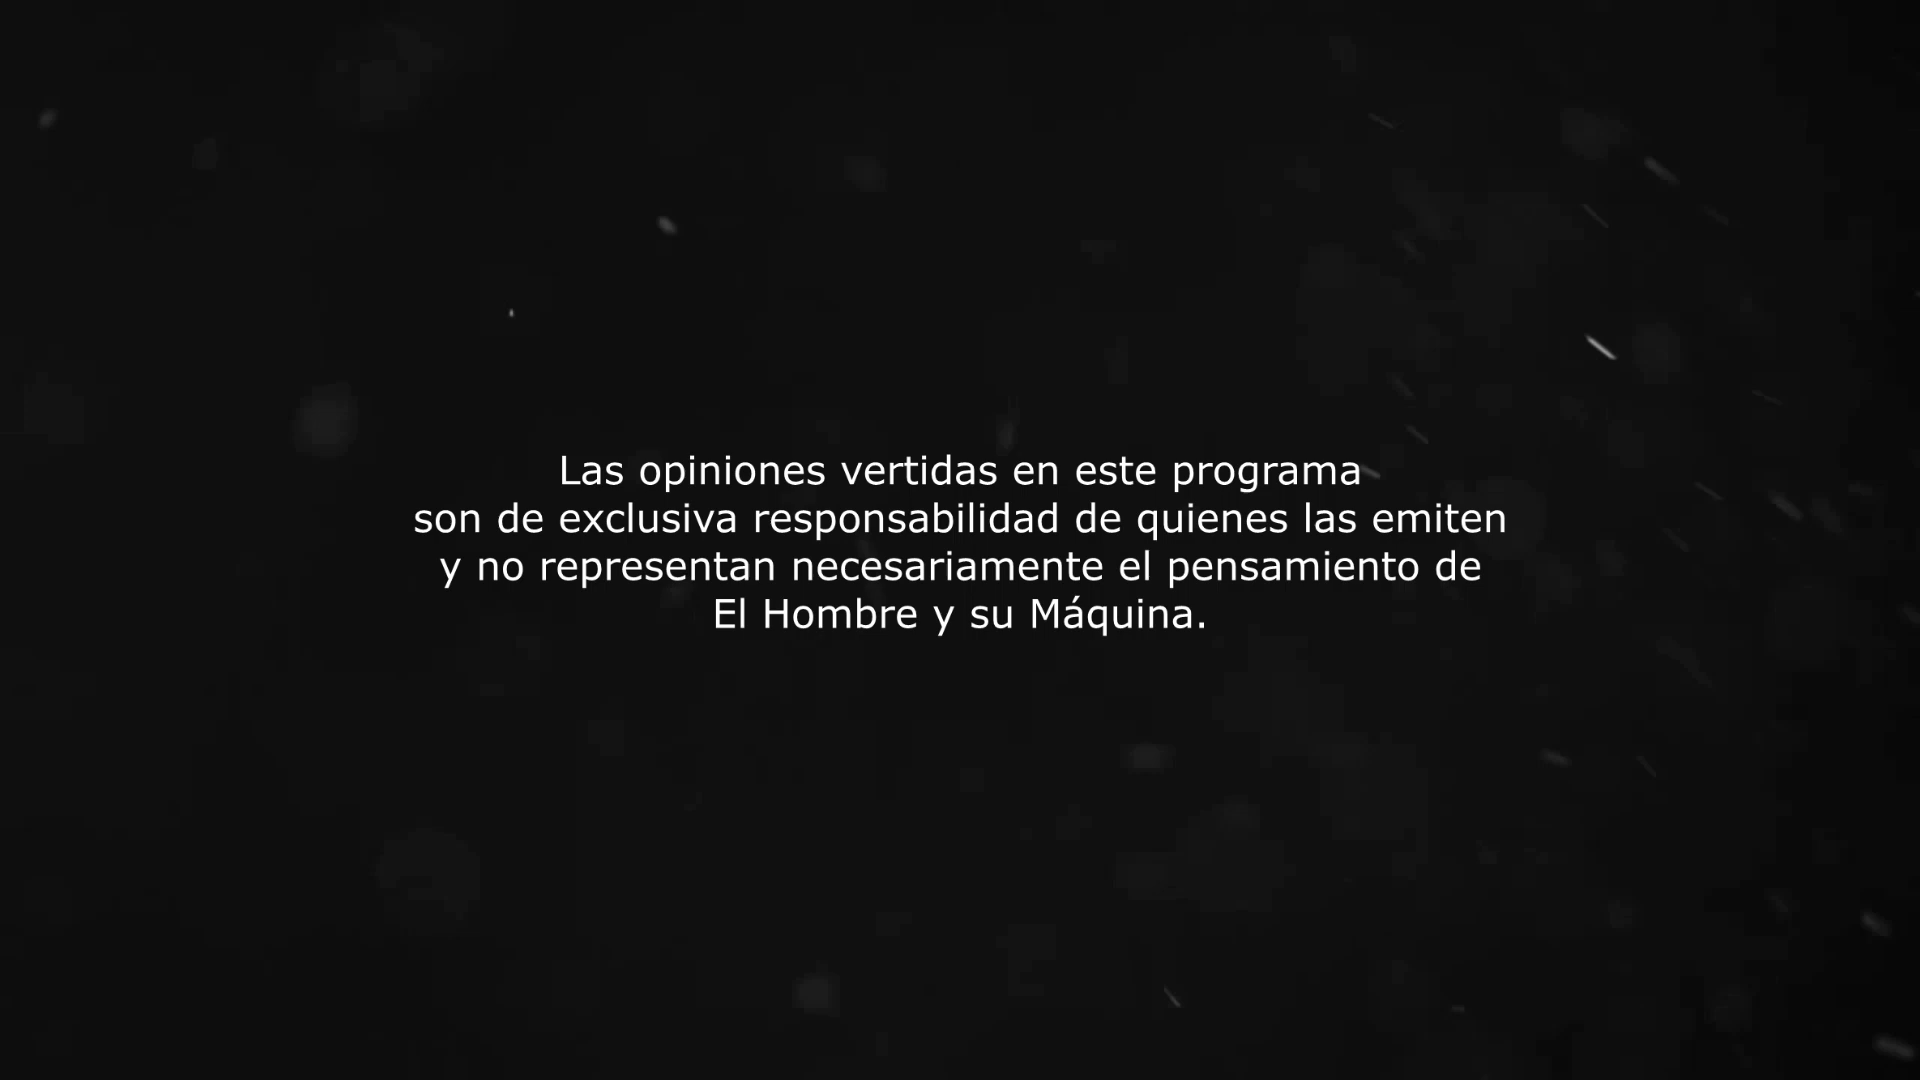 Las opiniones vertidas en este programa
son de exclusiva responsabilidad de quienes las emiten
y no representan necesariamente el pensamiento de
El Hombre y su Máquina.